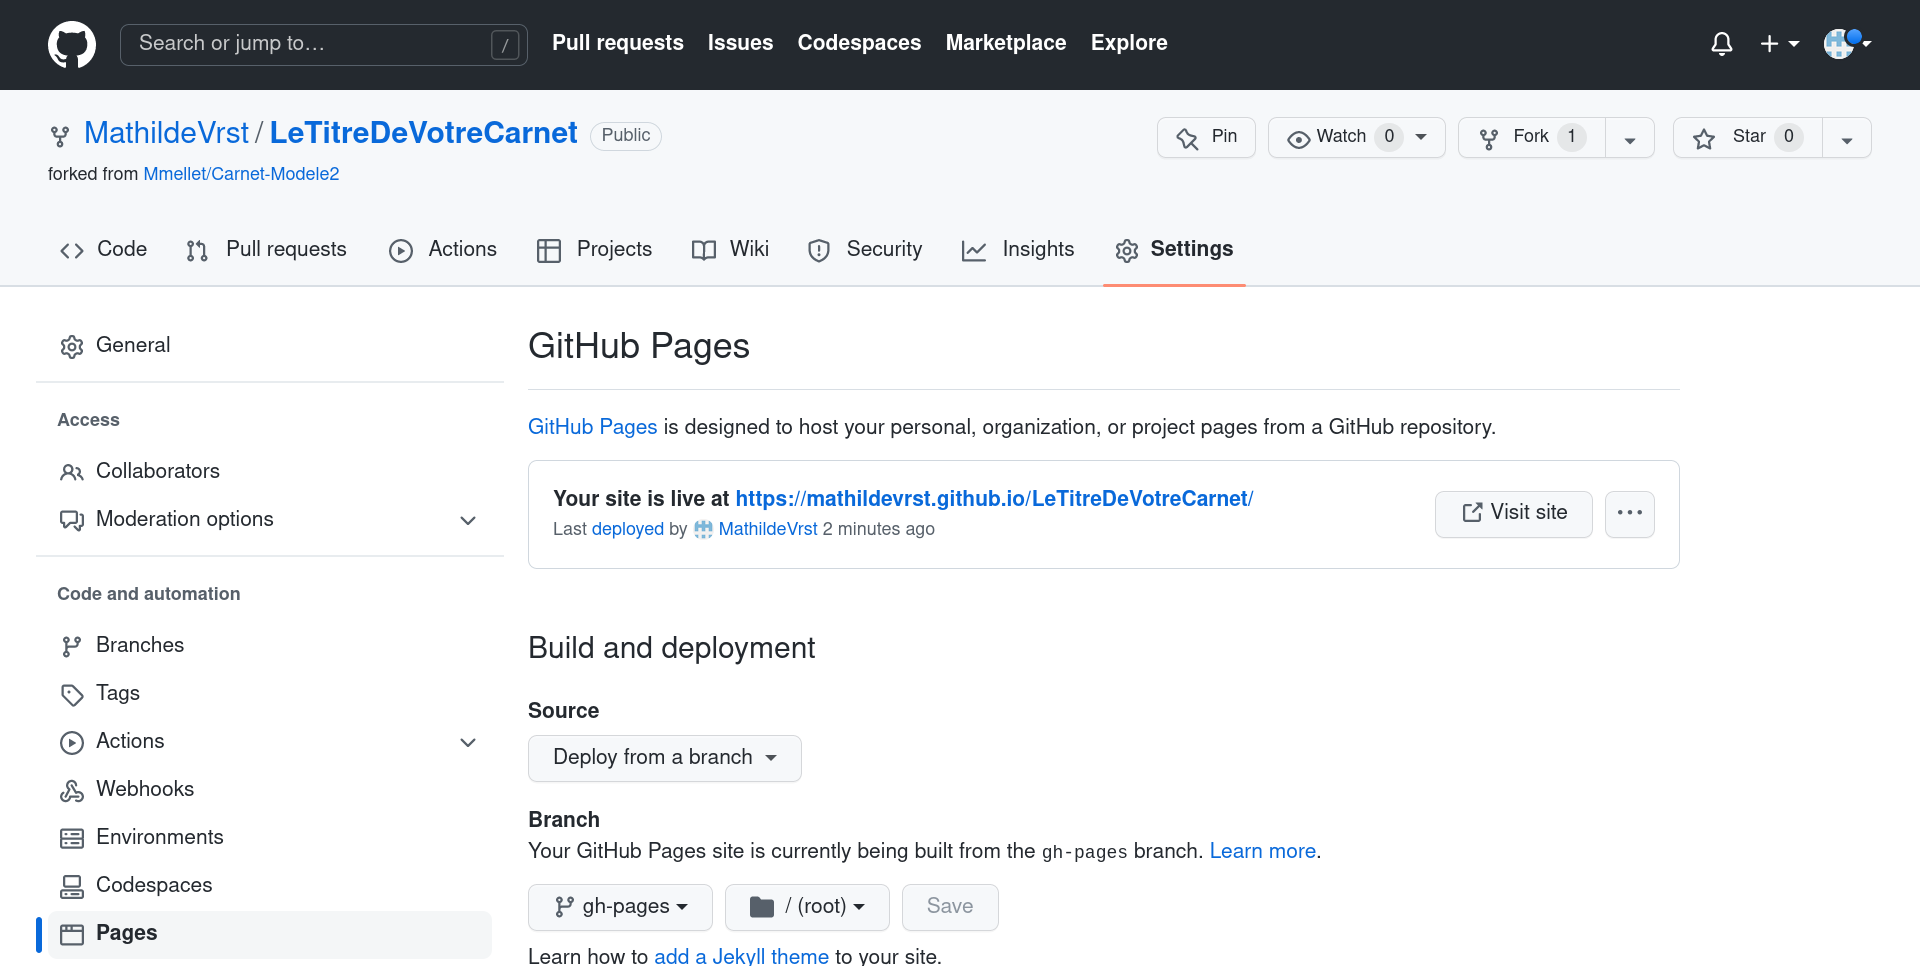 Search or jump to…
/
Pull requests Issues Codespaces Marketplace Explore
MathildeVrst / LeTitreDeVotreCarnet Public
forked from Mmellet/Carnet-Modele2
Pin
Watch 0
Fork 1
Star 0
Code Pull requests Actions Projects Wiki Security Insights Settings
General
Access
Collaborators
Moderation options
Code and automation
Branches
Tags
Actions
Webhooks
Environments
Codespaces
Pages
GitHub Pages
GitHub Pages is designed to host your personal, organization, or project pages from a GitHub repository.
Your site is live at https://mathildevrst.github.io/LeTitreDeVotreCarnet/
Last deployed by MathildeVrst 2 minutes ago
Visit site
Build and deployment
Source
Deploy from a branch
Branch
Your GitHub Pages site is currently being built from the gh-pages branch. Learn more.
gh-pages / (root) Save
Learn how to add a Jekyll theme to your site.